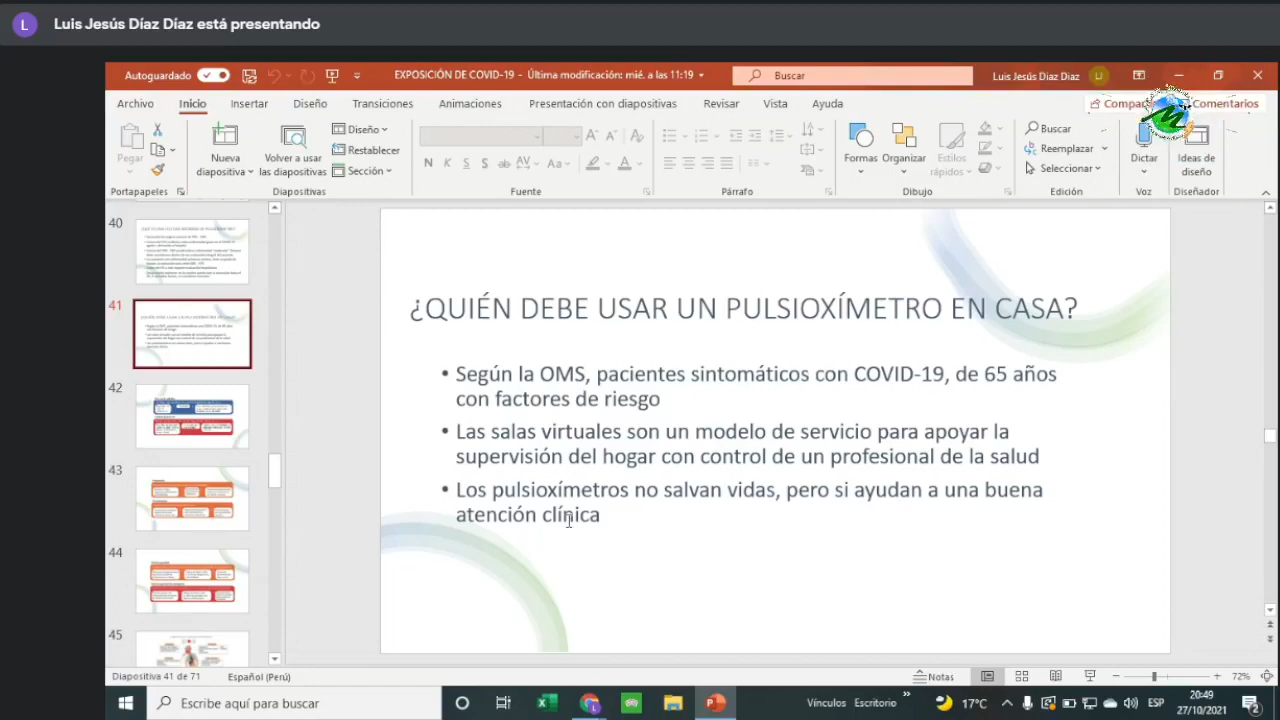 L Luis Jesús Díaz Díaz está presentando
Autoguardado EXPOSICIÓN DE COVID-19 - Última modificación: mié. a las 11:19 Buscar Luis Jesús Diaz Diaz
Archivo Inicio Insertar Diseño Transiciones Animaciones Presentación con diapositivas Revisar Vista Ayuda Comentarios
Pegar
Nueva diapositiva
Volver a usar las diapositivas
Diseño
Restablecer
Sección
N K S S ab AV Aa A
Formas Organizar Estilos rápidos
Buscar
Reemplazar
Seleccionar
Dictar
Ideas de diseño
Portapapeles Diapositivas Fuente Párrafo Dibujo Edición Voz Diseñador
40
41
42
43
44
45
¿QUIÉN DEBE USAR UN PULSIOXÍMETRO EN CASA?
• Según la OMS, pacientes sintomáticos con COVID-19, de 65 años
con factores de riesgo
• Las salas virtuales son un modelo de servicio para apoyar la
supervisión del hogar con control de un profesional de la salud
• Los pulsioxímetros no salvan vidas, pero si ayudan a una buena
atención clínica
Diapositiva 41 de 71 Español (Perú) Notas 72%
Escribe aquí para buscar Vínculos Escritorio 17°C ESP 20:49
27/10/2021 2